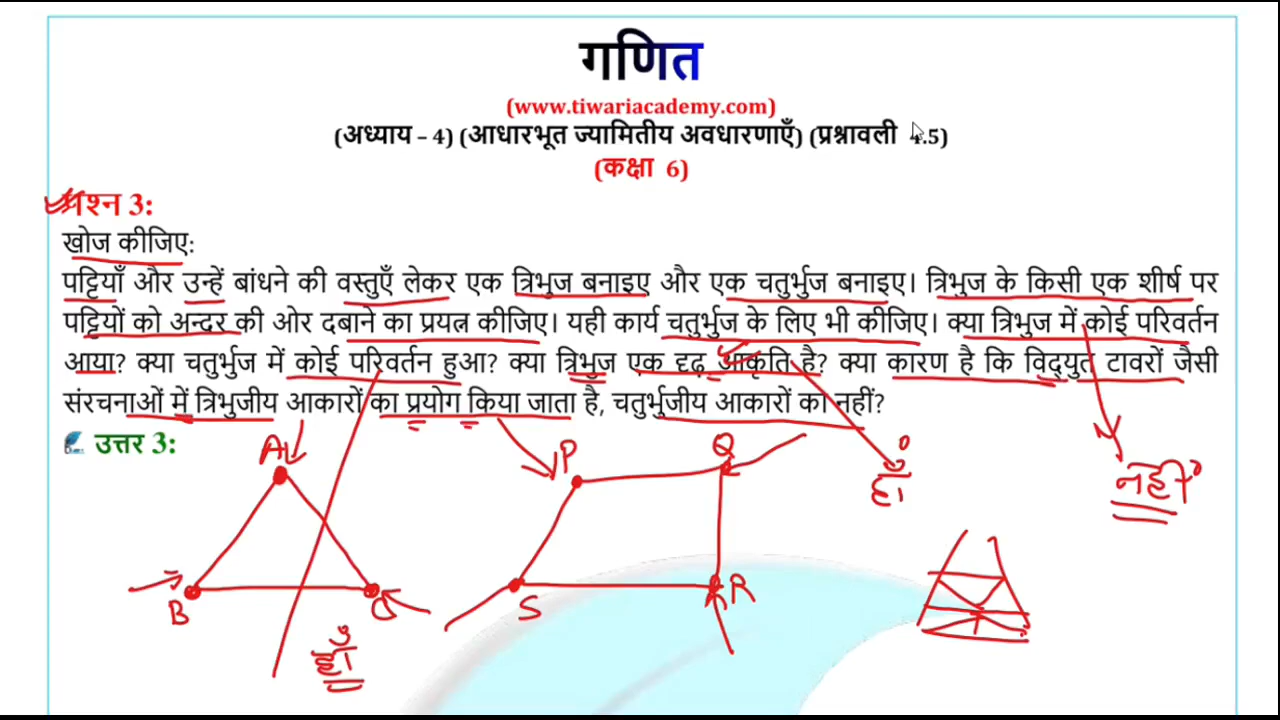 गणित
(www.tiwariacademy.com)
(अध्याय – 4) (आधारभूत ज्यामितीय अवधारणाएँ) (प्रश्नावली 4.5)
(कक्षा 6)
प्रश्न 3:
खोज कीजिए:
पट्टियाँ और उन्हें बांधने की वस्तुएँ लेकर एक त्रिभुज बनाइए और एक चतुर्भुज बनाइए। त्रिभुज के किसी एक शीर्ष पर
पट्टियों को अन्दर की ओर दबाने का प्रयत्न कीजिए। यही कार्य चतुर्भुज के लिए भी कीजिए। क्या त्रिभुज में कोई परिवर्तन
आया? क्या चतुर्भुज में कोई परिवर्तन हुआ? क्या त्रिभुज एक दृढ़ आकृति है? क्या कारण है कि विद्युत टावरों जैसी
संरचनाओं में त्रिभुजीय आकारों का प्रयोग किया जाता है, चतुर्भुजीय आकारों का नहीं?
उत्तर 3:
A P Q
हाँ
नहीं
B C S R
हाँ